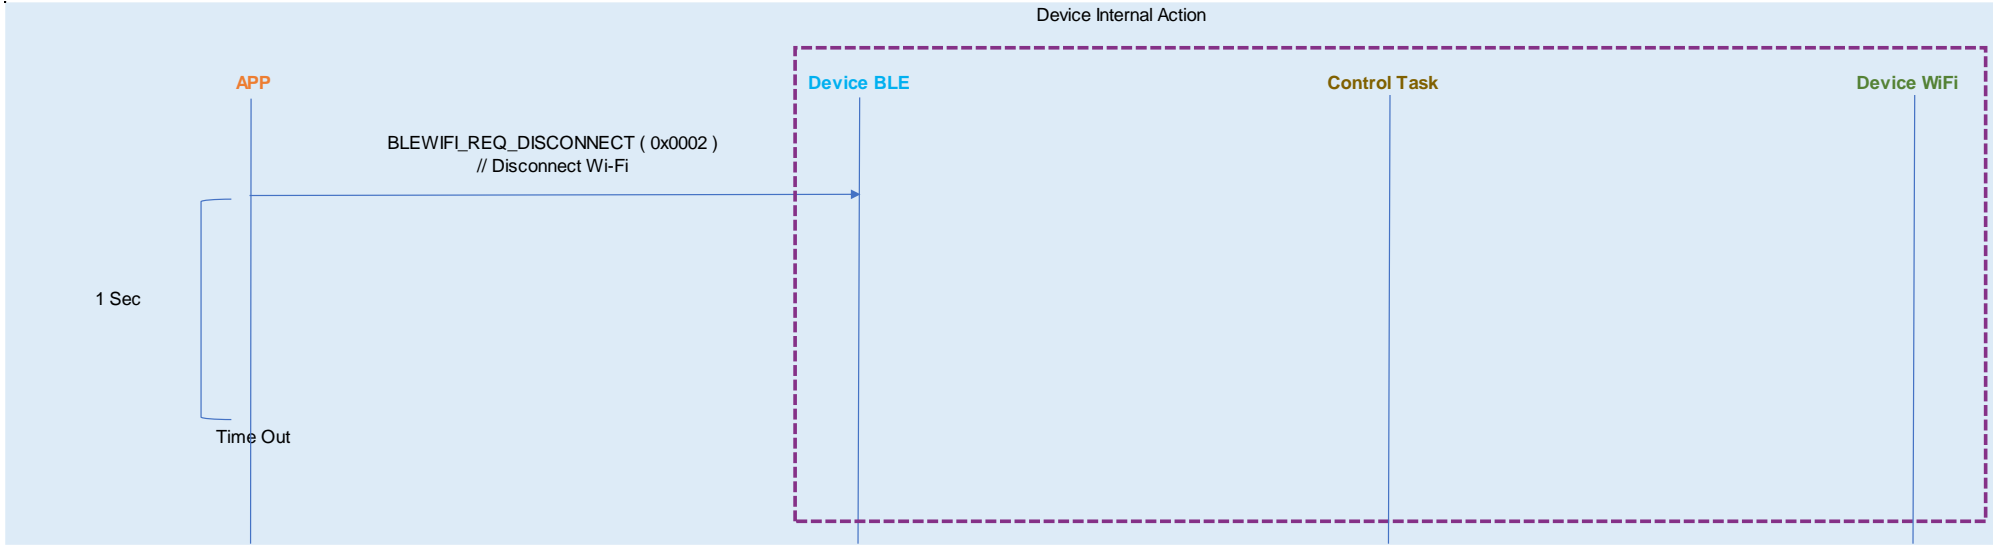 Device Internal Action
APP
Device BLE
Control Task
Device WiFi
BLEWIFI_REQ_DISCONNECT ( 0x0002 )
// Disconnect Wi-Fi
1 Sec
Time Out